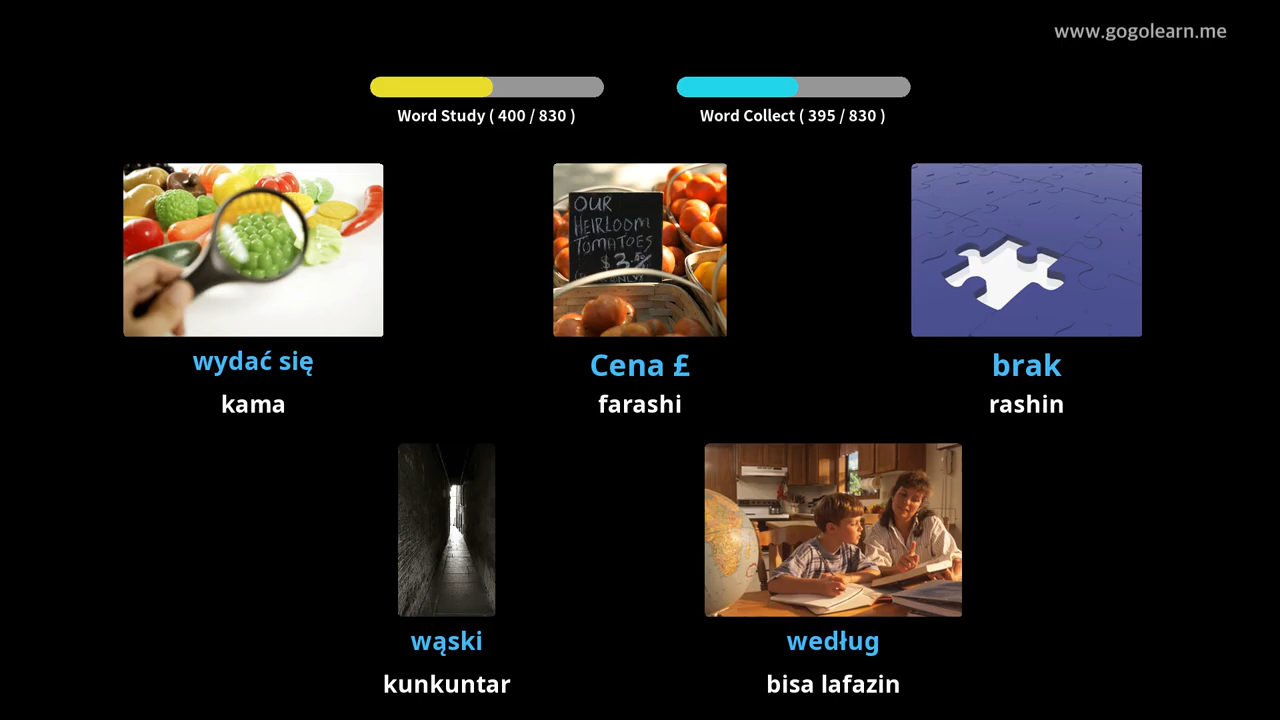 www.gogolearn.me
Word Study ( 400 / 830 )
Word Collect ( 395 / 830 )
OUR
HEIRLOOM
TOMATOES
wydać się
Cena £
brak
kama
farashi
rashin
wąski
według
kunkuntar
bisa lafazin